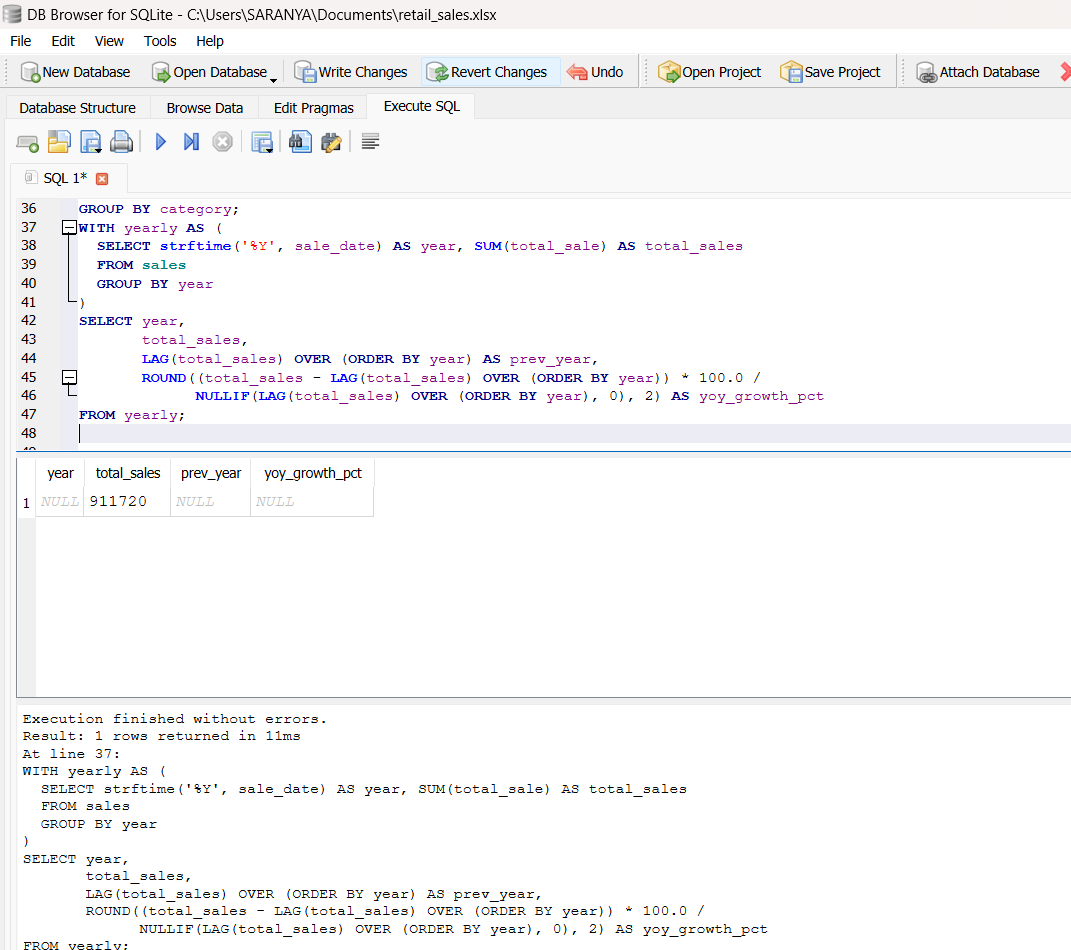 DB Browser for SQLite - C:\Users\SARANYA\Documents\retail_sales.xlsx
File Edit View Tools Help
New Database Open Database Write Changes Revert Changes Undo Open Project Save Project Attach Database
Database Structure Browse Data Edit Pragmas Execute SQL
SQL 1*
36 GROUP BY category;
37 WITH yearly AS (
38   SELECT strftime('%Y', sale_date) AS year, SUM(total_sale) AS total_sales
39   FROM sales
40   GROUP BY year
41 )
42 SELECT year,
43        total_sales,
44        LAG(total_sales) OVER (ORDER BY year) AS prev_year,
45        ROUND((total_sales - LAG(total_sales) OVER (ORDER BY year)) * 100.0 /
46              NULLIF(LAG(total_sales) OVER (ORDER BY year), 0), 2) AS yoy_growth_pct
47 FROM yearly;
48
year total_sales prev_year yoy_growth_pct
1 NULL 911720 NULL NULL
Execution finished without errors.
Result: 1 rows returned in 11ms
At line 37:
WITH yearly AS (
  SELECT strftime('%Y', sale_date) AS year, SUM(total_sale) AS total_sales
  FROM sales
  GROUP BY year
)
SELECT year,
       total_sales,
       LAG(total_sales) OVER (ORDER BY year) AS prev_year,
       ROUND((total_sales - LAG(total_sales) OVER (ORDER BY year)) * 100.0 /
             NULLIF(LAG(total_sales) OVER (ORDER BY year), 0), 2) AS yoy_growth_pct
FROM yearly;